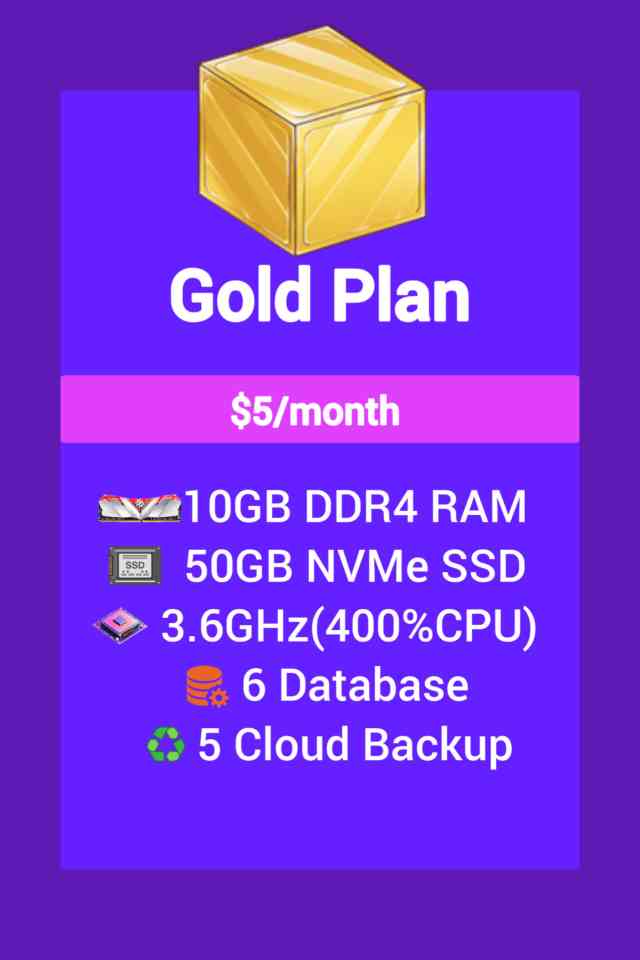 Gold Plan
$5/month
10GB DDR4 RAM
SSD
50GB NVMe SSD
3.6GHz(400%CPU)
6 Database
5 Cloud Backup